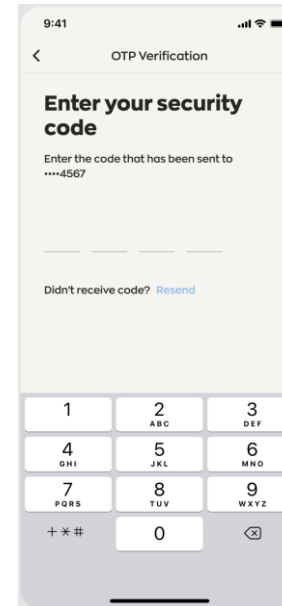 9:41
OTP Verification
Enter your security
code
Enter the code that has been sent to
••••4567
Didn't receive code? Resend
1 2 3
ABC DEF
4 5 6
GHI JKL MNO
7 8 9
PQRS TUV WXYZ
+*# 0